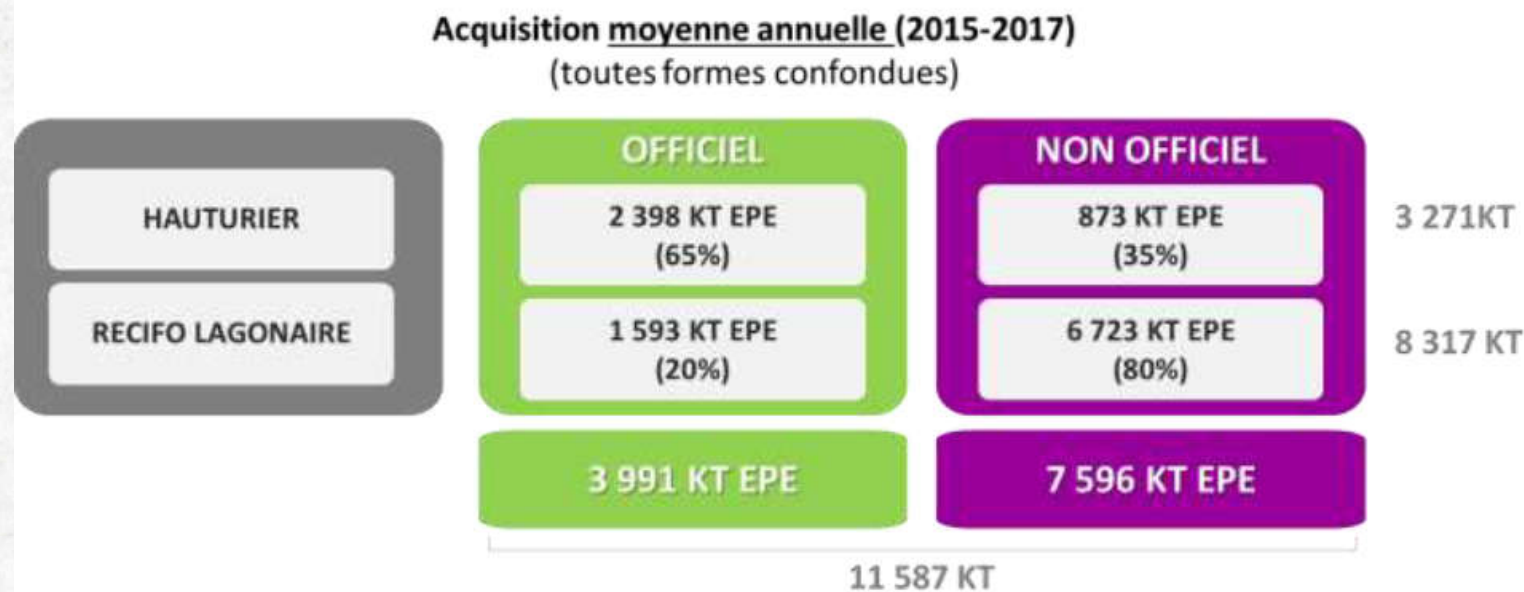 Acquisition moyenne annuelle (2015-2017)
(toutes formes confondues)
OFFICIEL
NON OFFICIEL
HAUTURIER
2 398 KT EPE
(65%)
873 KT EPE
(35%)
3 271KT
RECIFO LAGONAIRE
1 593 KT EPE
(20%)
6 723 KT EPE
(80%)
8 317 KT
3 991 KT EPE
7 596 KT EPE
11 587 KT